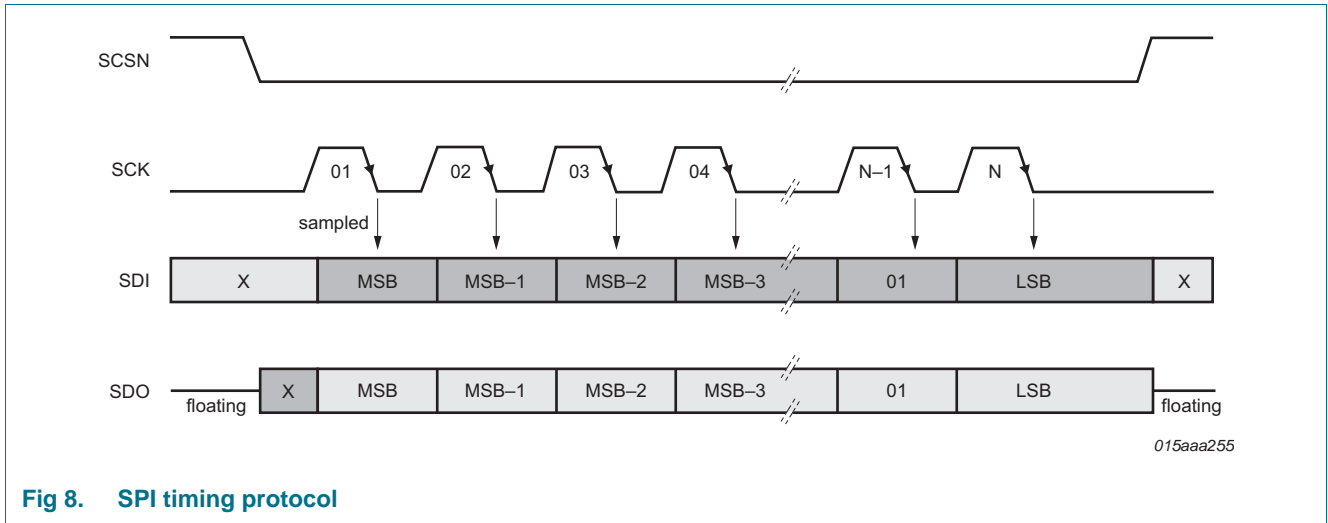 SCSN
SCK 01 02 03 04 N–1 N
sampled
SDI X MSB MSB–1 MSB–2 MSB–3 01 LSB X
SDO X MSB MSB–1 MSB–2 MSB–3 01 LSB
floating floating
015aaa255
Fig 8. SPI timing protocol